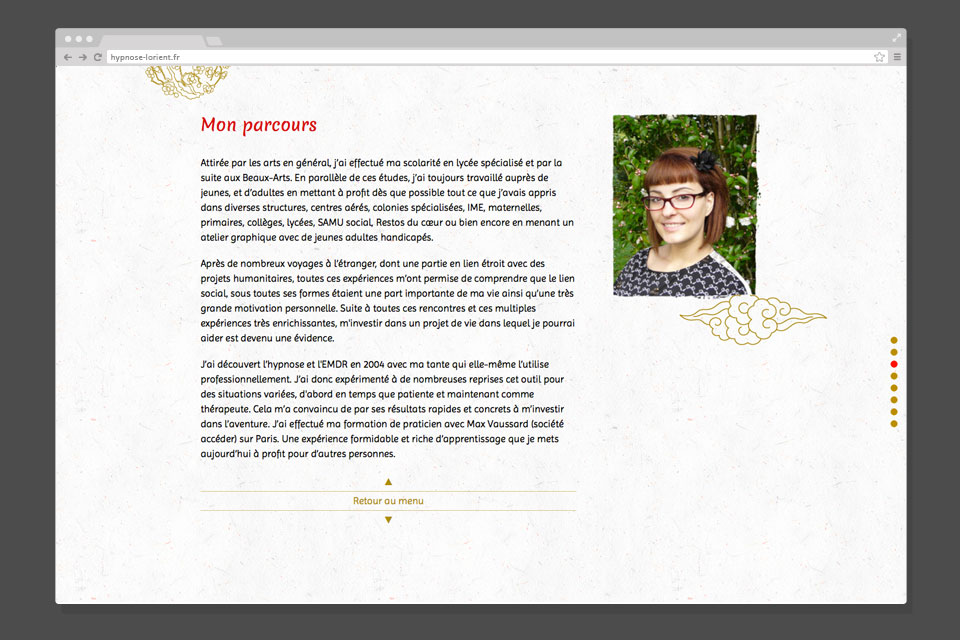 hypnose-lorient.fr
Mon parcours
Attirée par les arts en général, j'ai effectué ma scolarité en lycée spécialisé et par la
suite aux Beaux-Arts. En parallèle de ces études, j'ai toujours travaillé auprès de
jeunes, et d'adultes en mettant à profit dès que possible tout ce que j'avais appris
dans diverses structures, centres aérés, colonies spécialisées, IME, maternelles,
primaires, collèges, lycées, SAMU social, Restos du cœur ou bien encore en menant un
atelier graphique avec de jeunes adultes handicapés.
Après de nombreux voyages à l'étranger, dont une partie en lien étroit avec des
projets humanitaires, toutes ces expériences m'ont permise de comprendre que le lien
social, sous toutes ses formes étaient une part importante de ma vie ainsi qu'une très
grande motivation personnelle. Suite à toutes ces rencontres et ces multiples
expériences très enrichissantes, m'investir dans un projet de vie dans lequel je pourrai
aider est devenu une évidence.
J'ai découvert l'hypnose et l'EMDR en 2004 avec ma tante qui elle-même l'utilise
professionnellement. J'ai donc expérimenté à de nombreuses reprises cet outil pour
des situations variées, d'abord en temps que patiente et maintenant comme
thérapeute. Cela m'a convaincu de par ses résultats rapides et concrets à m'investir
dans l'aventure. J'ai effectué ma formation de praticien avec Max Vaussard (société
accéder) sur Paris. Une expérience formidable et riche d'apprentissage que je mets
aujourd'hui à profit pour d'autres personnes.
Retour au menu